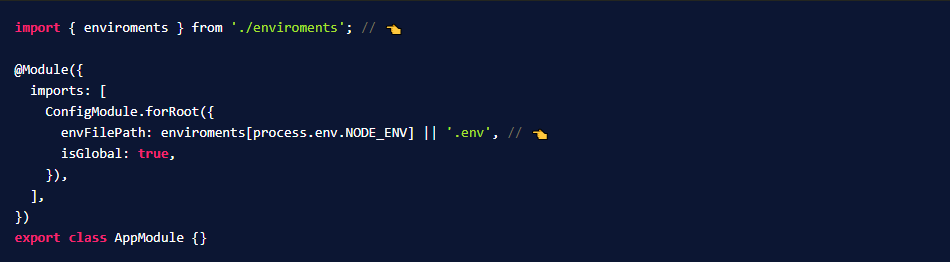 import { enviroments } from './enviroments'; // 👈
@Module({
  imports: [
    ConfigModule.forRoot({
      envFilePath: enviroments[process.env.NODE_ENV] || '.env', // 👈
      isGlobal: true,
    }),
  ],
})
export class AppModule {}